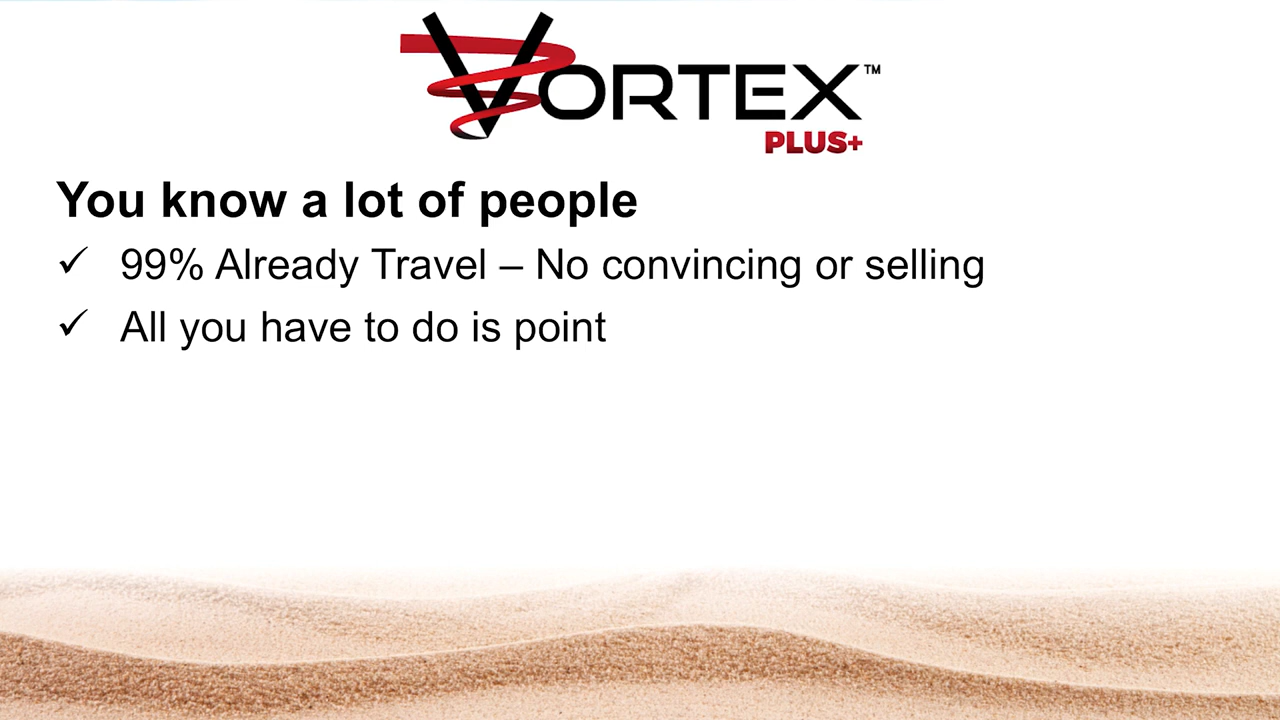 VORTEX™
PLUS+
You know a lot of people
✓ 99% Already Travel – No convincing or selling
✓ All you have to do is point